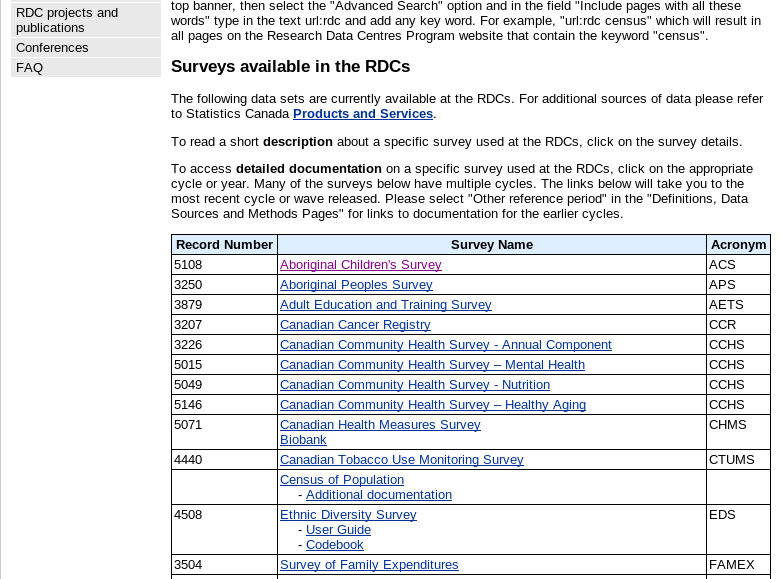 RDC projects and
publications
Conferences
FAQ
top banner, then select the "Advanced Search" option and in the field "Include pages with all these
words" type in the text url:rdc and add any key word. For example, "url:rdc census" which will result in
all pages on the Research Data Centres Program website that contain the keyword "census".
Surveys available in the RDCs
The following data sets are currently available at the RDCs. For additional sources of data please refer
to Statistics Canada Products and Services.
To read a short description about a specific survey used at the RDCs, click on the survey details.
To access detailed documentation on a specific survey used at the RDCs, click on the appropriate
cycle or year. Many of the surveys below have multiple cycles. The links below will take you to the
most recent cycle or wave released. Please select "Other reference period" in the "Definitions, Data
Sources and Methods Pages" for links to documentation for the earlier cycles.
Record Number Survey Name Acronym
5108 Aboriginal Children's Survey ACS
3250 Aboriginal Peoples Survey APS
3879 Adult Education and Training Survey AETS
3207 Canadian Cancer Registry CCR
3226 Canadian Community Health Survey - Annual Component CCHS
5015 Canadian Community Health Survey – Mental Health CCHS
5049 Canadian Community Health Survey - Nutrition CCHS
5146 Canadian Community Health Survey – Healthy Aging CCHS
5071 Canadian Health Measures Survey CHMS
Biobank
4440 Canadian Tobacco Use Monitoring Survey CTUMS
Census of Population
- Additional documentation
4508 Ethnic Diversity Survey EDS
- User Guide
- Codebook
3504 Survey of Family Expenditures FAMEX